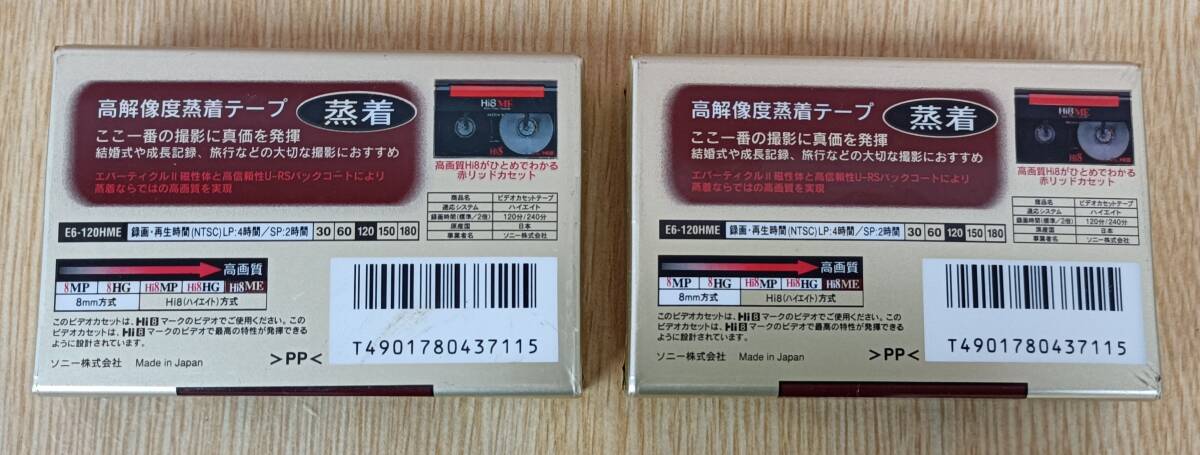 高解像度蒸着テープ
蒸着
ここ一番の撮影に真価を発揮
結婚式や成長記録、旅行などの大切な撮影におすすめ
エバーティクルⅡ磁性体と高信頼性U-RSバックコートにより
蒸着ならではの高画質を実現
Hi8 ME
高画質Hi8がひとめでわかる
赤リッドカセット
商品名 ビデオカセットテープ
適応システム ハイエイト
録画時間(標準/2倍) 120分/240分
原産国 日本
事業者名 ソニー株式会社
E6-120HME 録画・再生時間(NTSC)LP:4時間/SP:2時間 30 60 120 150 180
高画質
8MP 8HG Hi8MP Hi8HG Hi8ME
8mm方式 Hi8(ハイエイト)方式
このビデオカセットは、Hi8マークのビデオでご使用ください。この
ビデオカセットは、Hi8マークのビデオで最高の特性が発揮できる
ように設計されています。
ソニー株式会社 Made in Japan
>PP<
T4901780437115
高解像度蒸着テープ
蒸着
ここ一番の撮影に真価を発揮
結婚式や成長記録、旅行などの大切な撮影におすすめ
エバーティクルⅡ磁性体と高信頼性U-RSバックコートにより
蒸着ならではの高画質を実現
Hi8 ME
高画質Hi8がひとめでわかる
赤リッドカセット
商品名 ビデオカセットテープ
適応システム ハイエイト
録画時間(標準/2倍) 120分/240分
原産国 日本
事業者名 ソニー株式会社
E6-120HME 録画・再生時間(NTSC)LP:4時間/SP:2時間 30 60 120 150 180
高画質
8MP 8HG Hi8MP Hi8HG Hi8ME
8mm方式 Hi8(ハイエイト)方式
このビデオカセットは、Hi8マークのビデオでご使用ください。この
ビデオカセットは、Hi8マークのビデオで最高の特性が発揮できる
ように設計されています。
ソニー株式会社 Made in Japan
>PP<
T4901780437115